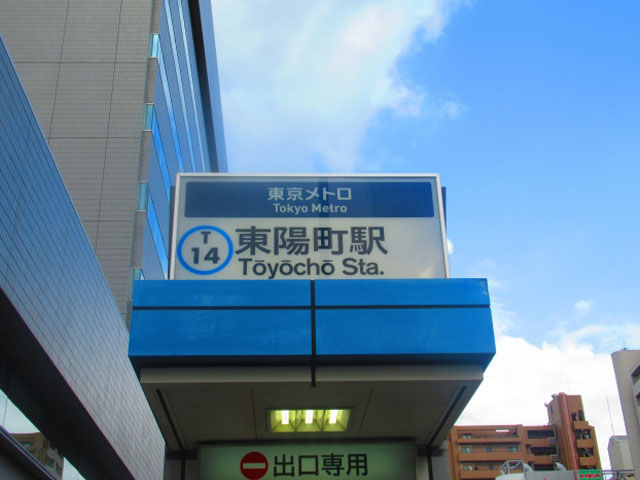 東京メトロ
Tokyo Metro
T
14
東陽町駅
Tōyōchō Sta.
出口専用